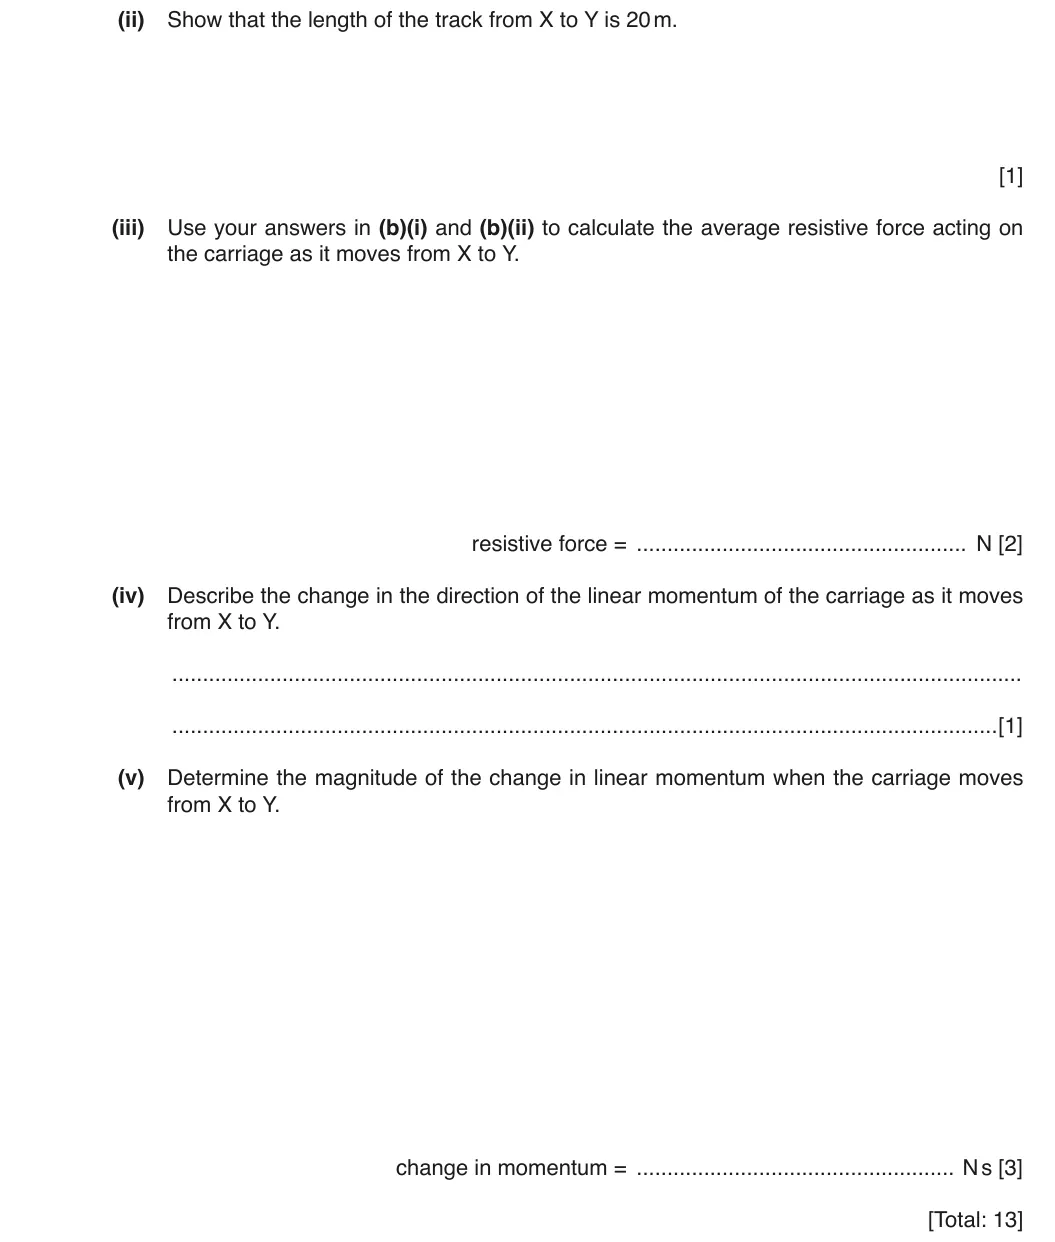 (ii) Show that the length of the track from X to Y is 20 m.
[1]
(iii) Use your answers in (b)(i) and (b)(ii) to calculate the average resistive force acting on
the carriage as it moves from X to Y.
resistive force = ...................................................... N [2]
(iv) Describe the change in the direction of the linear momentum of the carriage as it moves
from X to Y.
...........................................................................................................................................
.......................................................................................................................................[1]
(v) Determine the magnitude of the change in linear momentum when the carriage moves
from X to Y.
change in momentum = .................................................... N s [3]
[Total: 13]